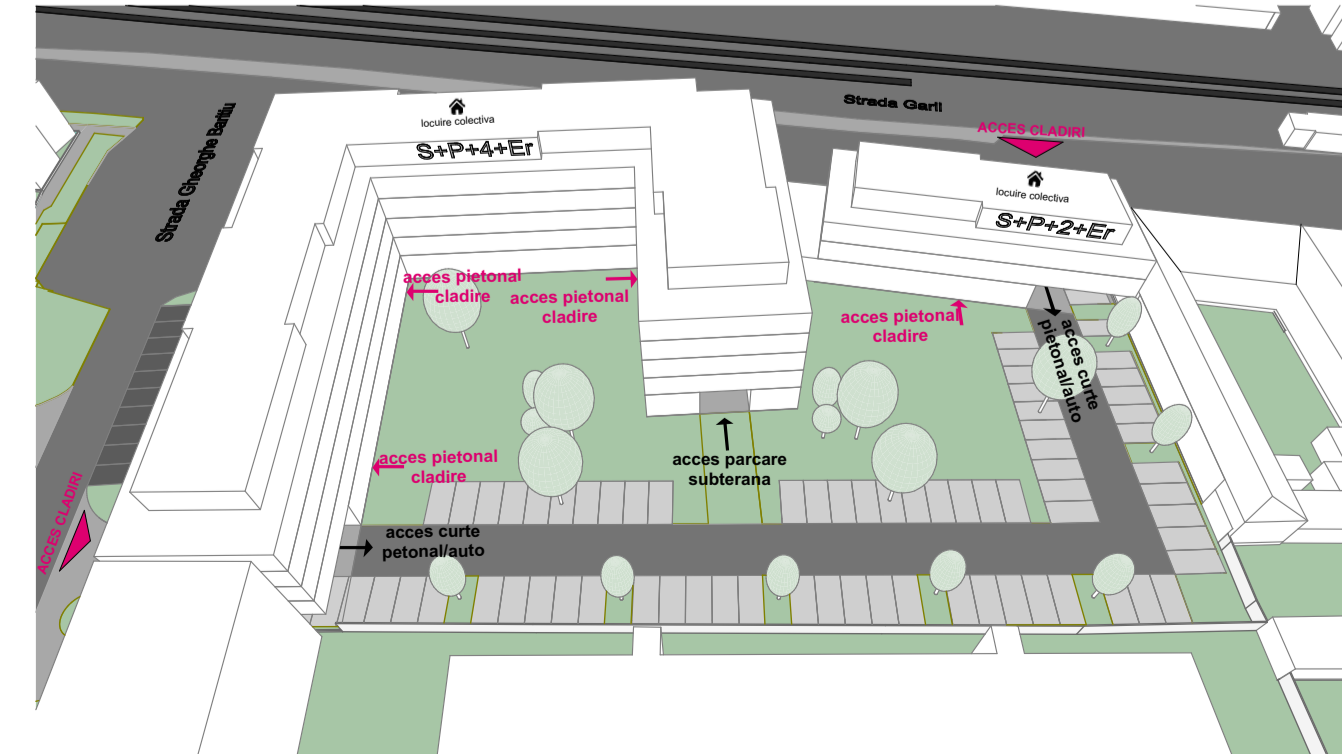 Strada Garii
ACCES CLADIRI
Strada Gheorghe Baritiu
locuire colectiva
S+P+4+Er
locuire colectiva
S+P+2+Er
acces pietonal
cladire
acces pietonal
cladire
acces pietonal
cladire
acces curte
pietonal/auto
acces pietonal
cladire
acces parcare
subterana
ACCES CLADIRI
acces curte
petonal/auto